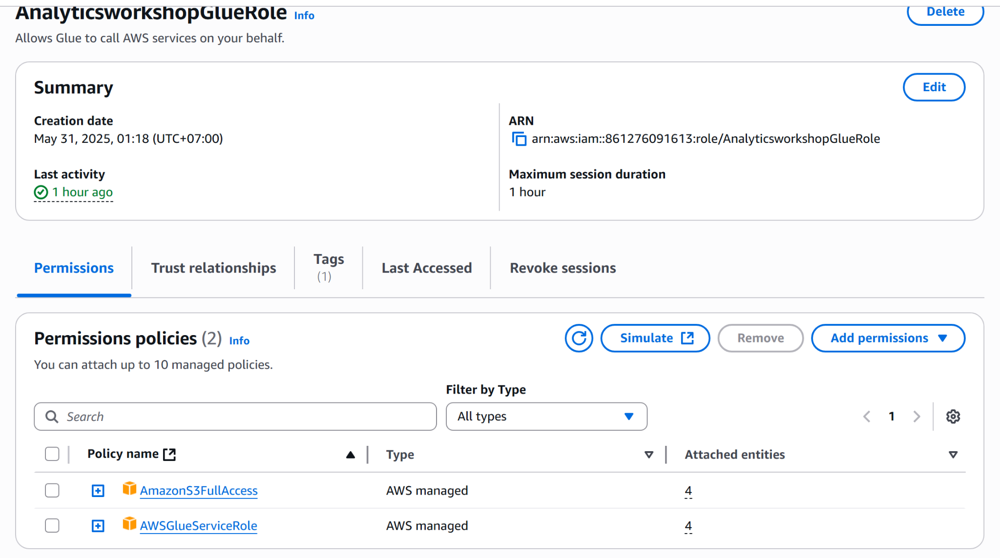 AnalyticsworkshopGlueRole Info
Delete
Allows Glue to call AWS services on your behalf.
Summary
Edit
Creation date
May 31, 2025, 01:18 (UTC+07:00)
ARN
arn:aws:iam::861276091613:role/AnalyticsworkshopGlueRole
Last activity
1 hour ago
Maximum session duration
1 hour
Permissions
Trust relationships
Tags
(1)
Last Accessed
Revoke sessions
Permissions policies (2) Info
Simulate
Remove
Add permissions
You can attach up to 10 managed policies.
Filter by Type
Search
All types
1
Policy name
Type
Attached entities
AmazonS3FullAccess
AWS managed
4
AWSGlueServiceRole
AWS managed
4